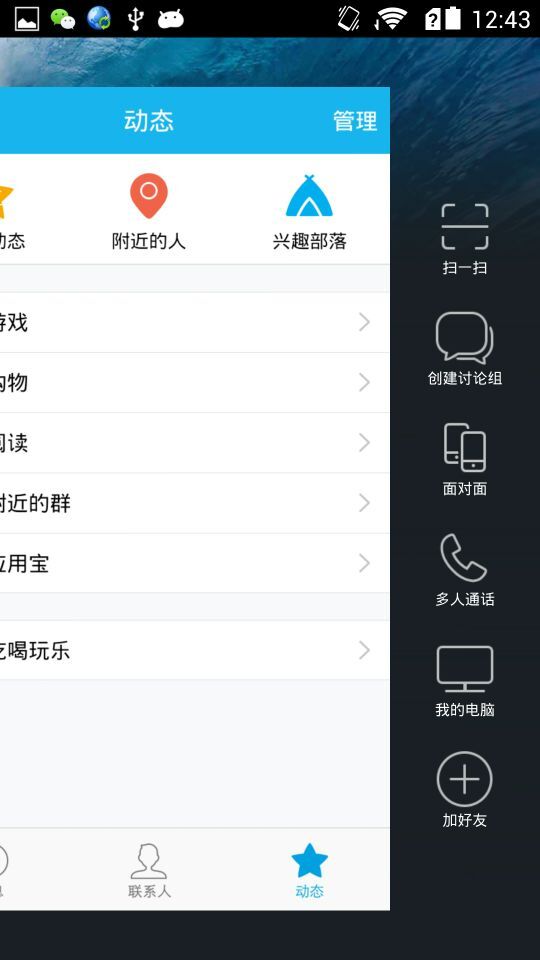 12:43
动态
管理
动态
附近的人
兴趣部落
游戏
购物
阅读
附近的群
应用宝
吃喝玩乐
联系人
动态
扫一扫
创建讨论组
面对面
多人通话
我的电脑
加好友